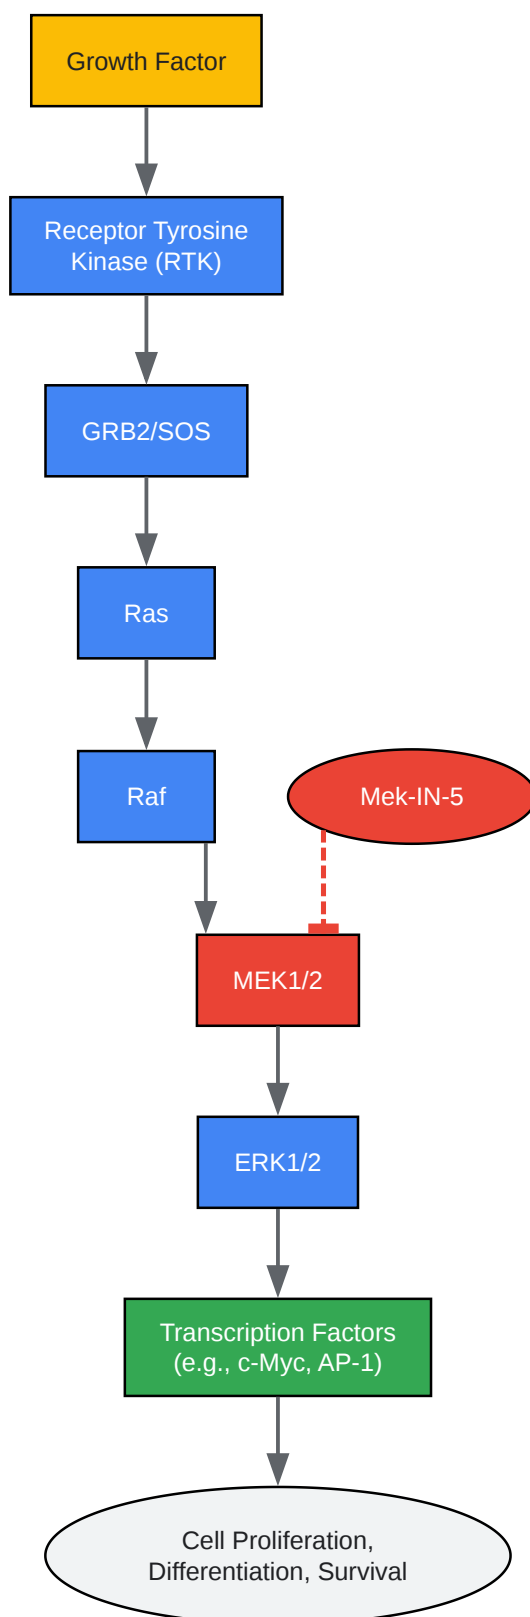 Growth Factor
Receptor Tyrosine
Kinase (RTK)
GRB2/SOS
Ras
Raf
Mek-IN-5
MEK1/2
ERK1/2
Transcription Factors
(e.g., c-Myc, AP-1)
Cell Proliferation,
Differentiation, Survival